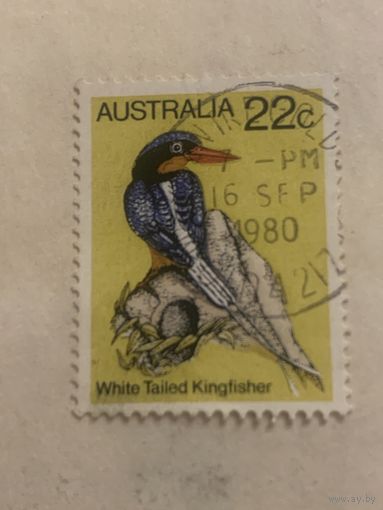 AUSTRALIA 22c
-PM
16 SEP
1980
White Tailed Kingfisher
www.ay.by